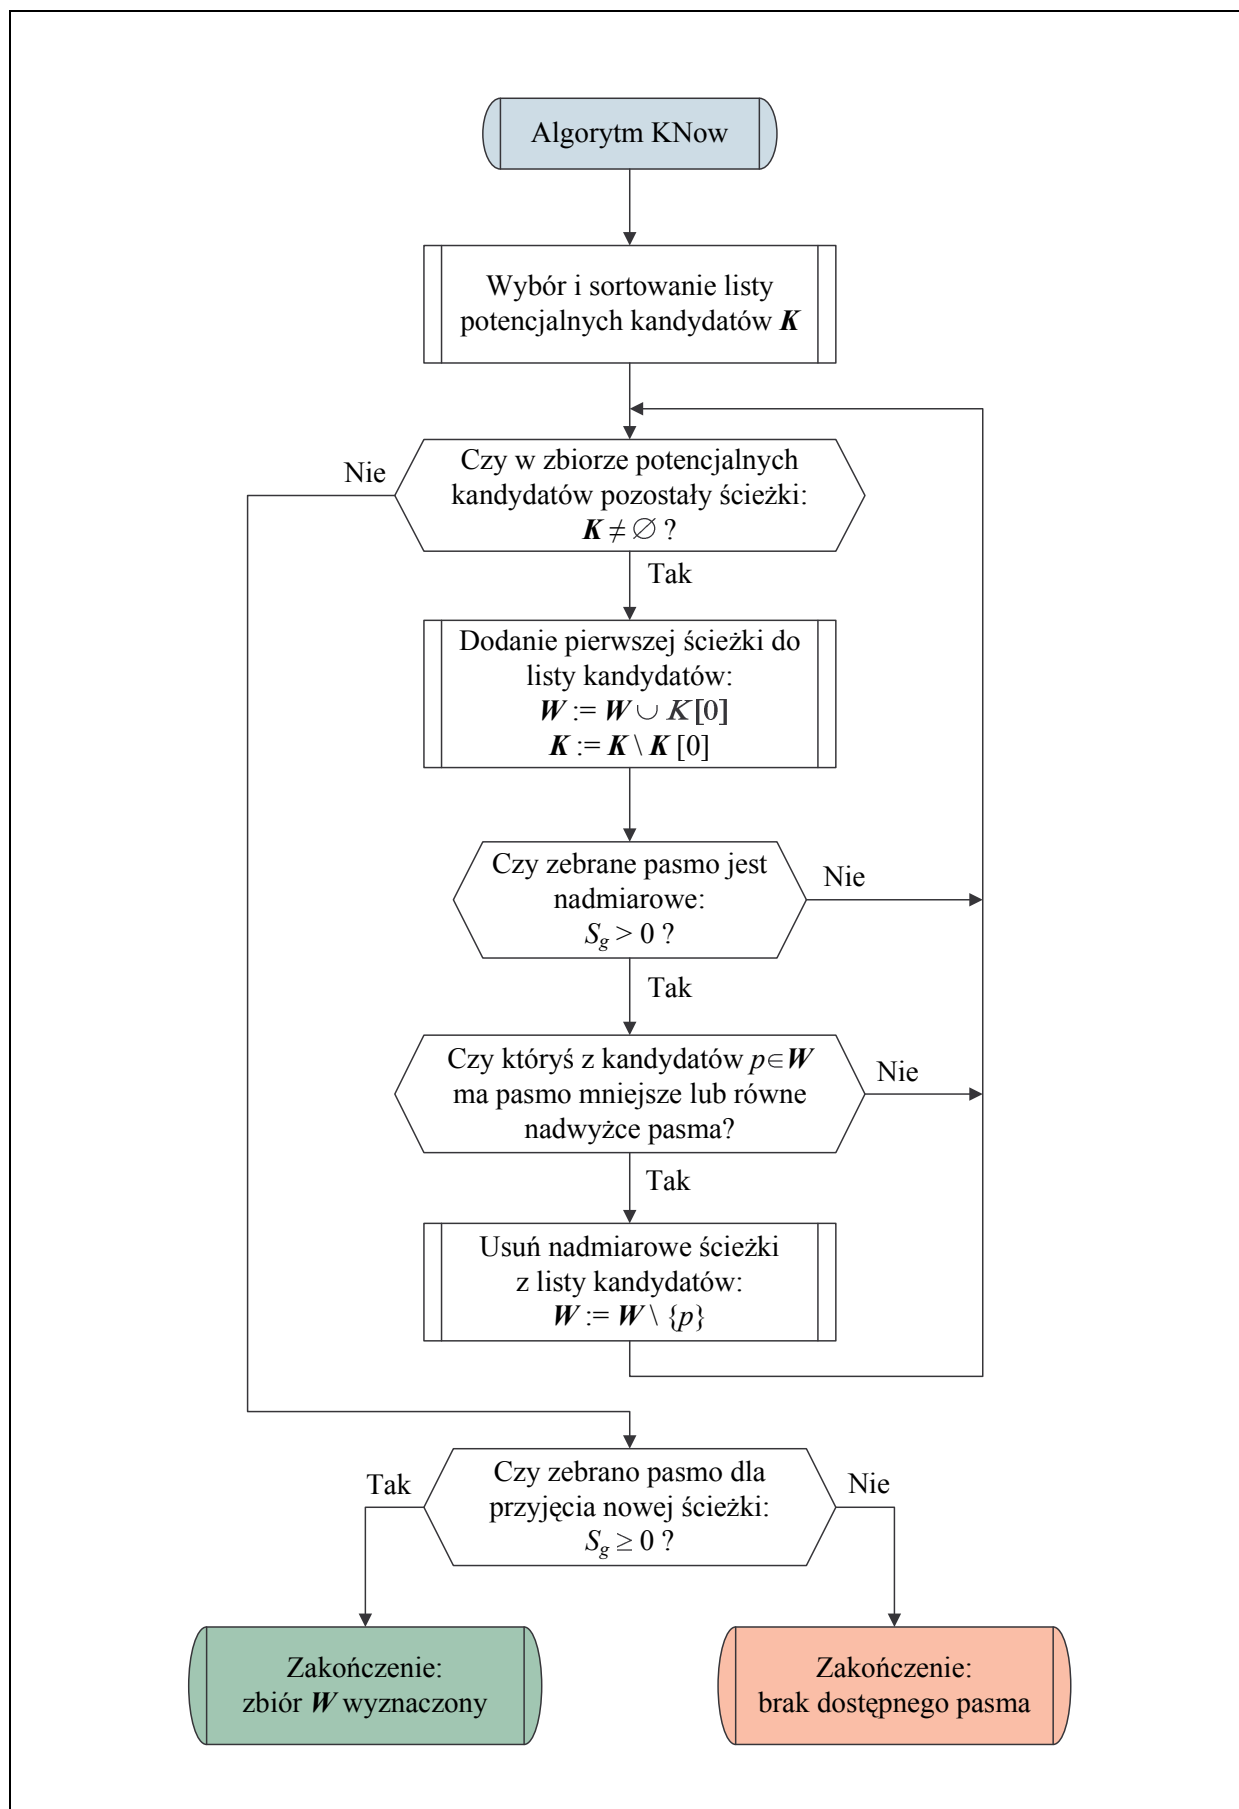 Algorytm KNow
Wybór i sortowanie listy
potencjalnych kandydatów K
Czy w zbiorze potencjalnych
kandydatów pozostały ścieżki:
K ≠ ∅ ?
Nie
Tak
Dodanie pierwszej ścieżki do
listy kandydatów:
W := W ∪ K [0]
K := K \ K [0]
Czy zebrane pasmo jest
nadmiarowe:
Sg > 0 ?
Nie
Tak
Czy któryś z kandydatów p∈W
ma pasmo mniejsze lub równe
nadwyżce pasma?
Nie
Tak
Usuń nadmiarowe ścieżki
z listy kandydatów:
W := W \ {p}
Czy zebrano pasmo dla
przyjęcia nowej ścieżki:
Sg ≥ 0 ?
Tak
Nie
Zakończenie:
zbiór W wyznaczony
Zakończenie:
brak dostępnego pasma